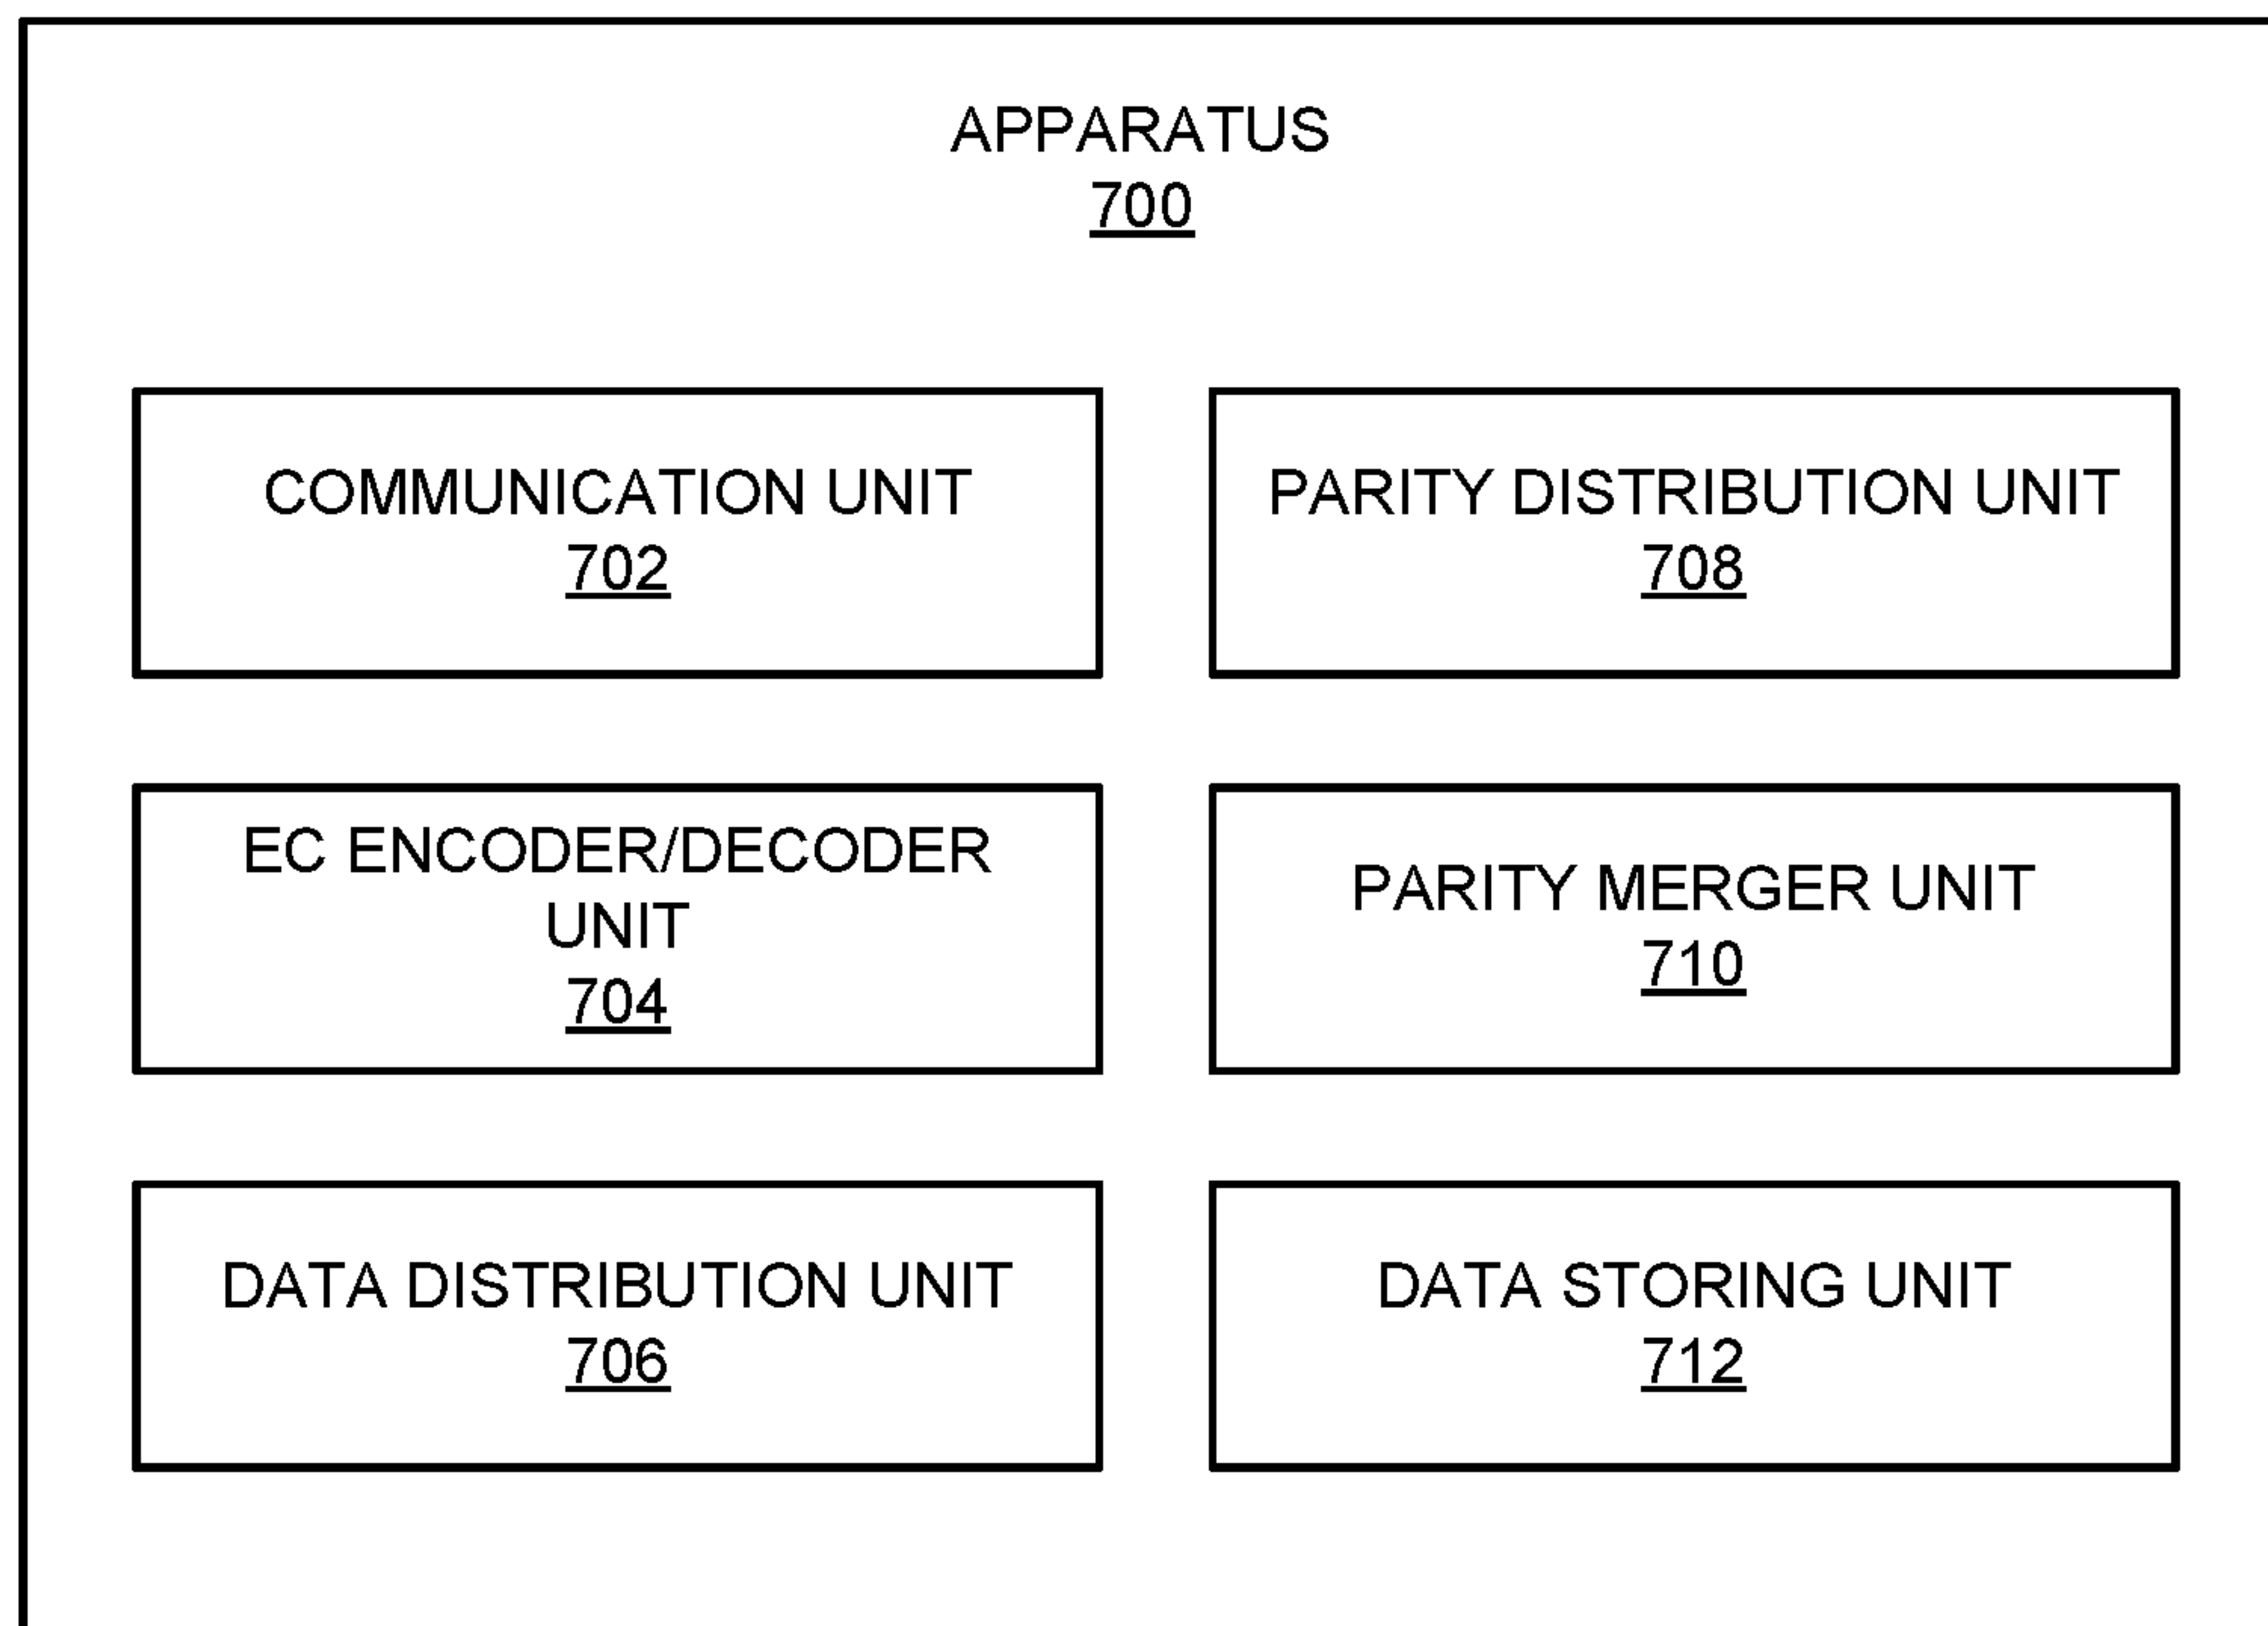 APPARATUS
700
COMMUNICATION UNIT
702
PARITY DISTRIBUTION UNIT
708
EC ENCODER/DECODER
UNIT
704
PARITY MERGER UNIT
710
DATA DISTRIBUTION UNIT
706
DATA STORING UNIT
712